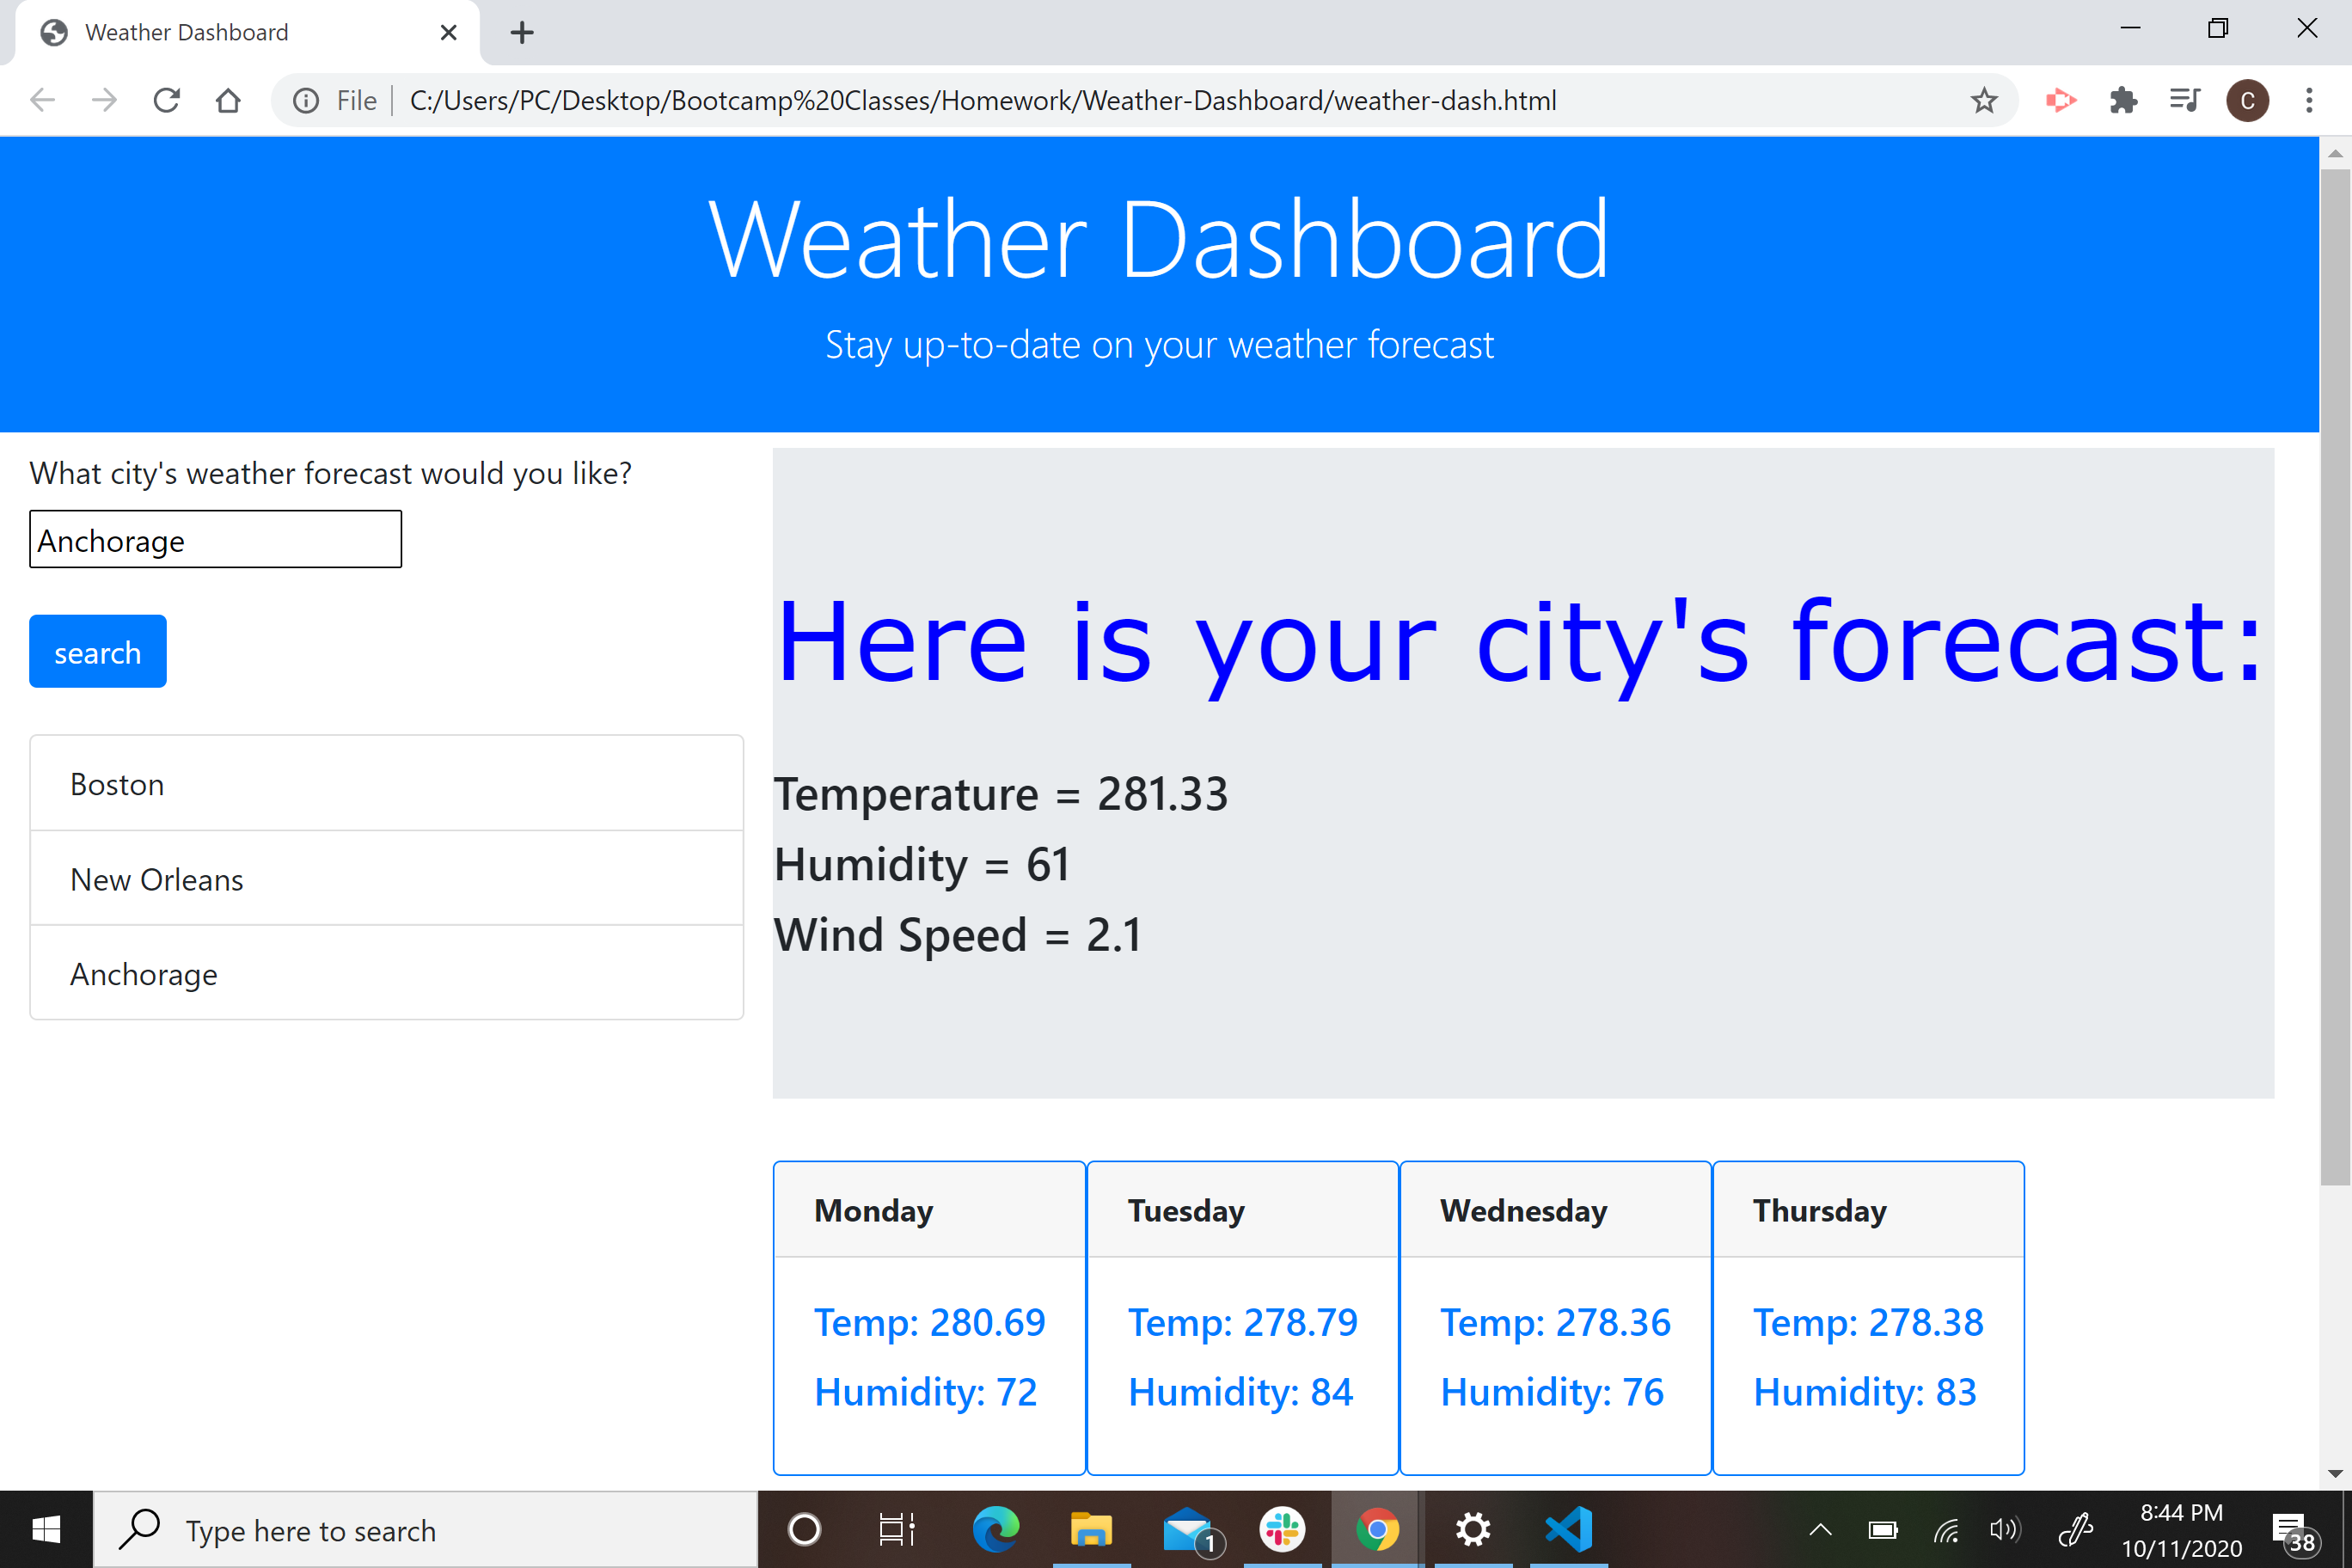 Weather Dashboard
File
C:/Users/PC/Desktop/Bootcamp%20Classes/Homework/Weather-Dashboard/weather-dash.html
C
Weather Dashboard
Stay up-to-date on your weather forecast
What city's weather forecast would you like?
Anchorage
search
Boston
New Orleans
Anchorage
Here is your city's forecast:
Temperature = 281.33
Humidity = 61
Wind Speed = 2.1
Monday
Temp: 280.69
Humidity: 72
Tuesday
Temp: 278.79
Humidity: 84
Wednesday
Temp: 278.36
Humidity: 76
Thursday
Temp: 278.38
Humidity: 83
Type here to search
1
8:44 PM
10/11/2020
38